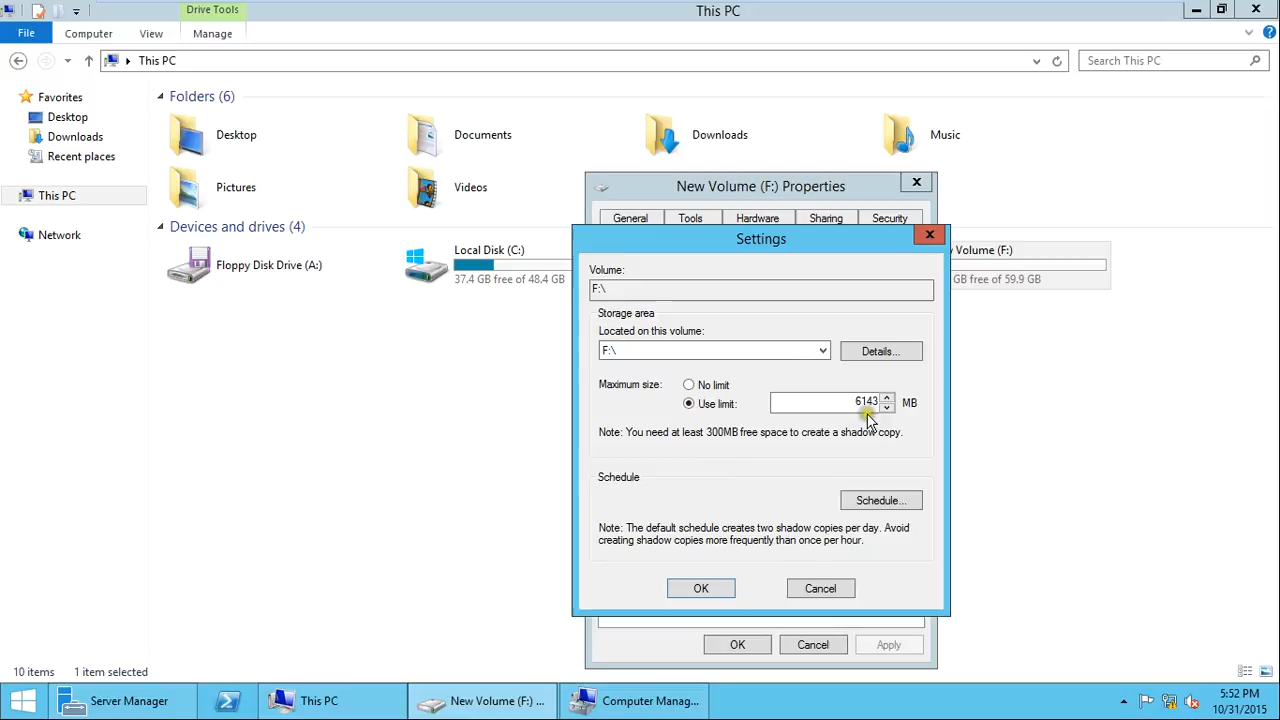 Drive Tools
This PC
File
Computer
View
Manage
This PC
Search This PC
Favorites
Desktop
Downloads
Recent places
This PC
Network
Folders (6)
Desktop
Documents
Downloads
Music
Pictures
Videos
Devices and drives (4)
Floppy Disk Drive (A:)
Local Disk (C:)
37.4 GB free of 48.4 GB
Volume (F:)
GB free of 59.9 GB
New Volume (F:) Properties
General
Tools
Hardware
Sharing
Security
Settings
Volume:
F:\
Storage area
Located on this volume:
F:\
Details...
Maximum size:
No limit
Use limit:
6143
MB
Note: You need at least 300MB free space to create a shadow copy.
Schedule
Schedule...
Note: The default schedule creates two shadow copies per day. Avoid
creating shadow copies more frequently than once per hour.
OK
Cancel
OK
Cancel
Apply
10 items
1 item selected
Server Manager
This PC
New Volume (F:) ...
Computer Manag...
5:52 PM
10/31/2015